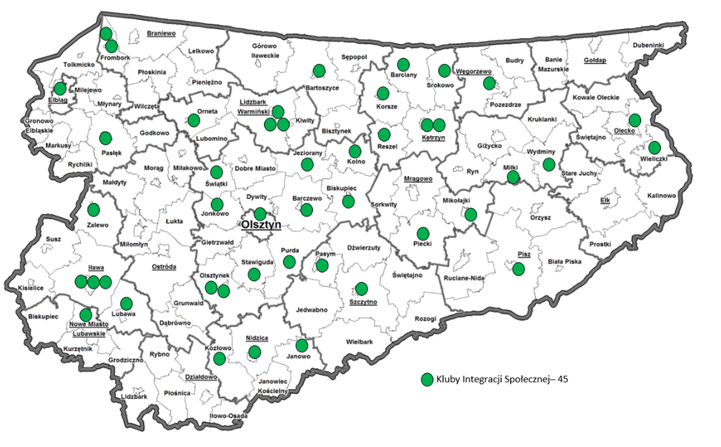 Braniewo
Frombork
Lelkowo
Górowo
Iławeckie
Sępopol
Dubeninki
Tolkmicko
Płoskinia
Pieniężno
Bartoszyce
Barciany
Srokowo
Węgorzewo
Budry
Banie
Mazurskie
Gołdap
Elbląg
Milejewo
Młynary
Wilczęta
Orneta
Lidzbark
Warmiński
Kiwity
Korsze
Pozezdrze
Kowale Oleckie
Gronowo
Elbląskie
Godkowo
Lubomino
Bisztynek
Reszel
Kętrzyn
Kruklanki
Olecko
Markusy
Pasłęk
Świętajno
Rychliki
Morąg
Miłakowo
Świątki
Dobre Miasto
Jeziorany
Kolno
Giżycko
Wydminy
Wieliczki
Małdyty
Ryn
Miłki
Stare Juchy
Zalewo
Łukta
Jonkowo
Dywity
Barczewo
Biskupiec
Sorkwity
Mrągowo
Mikołajki
Ełk
Kalinowo
Olsztyn
Orzysz
Susz
Miłomłyn
Gietrzwałd
Purda
Pasym
Dźwierzuty
Piecki
Prostki
Iława
Ostróda
Olsztynek
Stawiguda
Świętajno
Ruciane-Nida
Pisz
Biała Piska
Kisielice
Lubawa
Grunwald
Szczytno
Biskupiec
Nowe Miasto
Lubawskie
Dąbrówno
Jedwabno
Rozogi
Kurzętnik
Grodziczno
Rybno
Kozłowo
Nidzica
Janowo
Wielbark
Działdowo
Lidzbark
Płośnica
Janowiec
Kościelny
Iłowo-Osada
Kluby Integracji Społecznej– 45